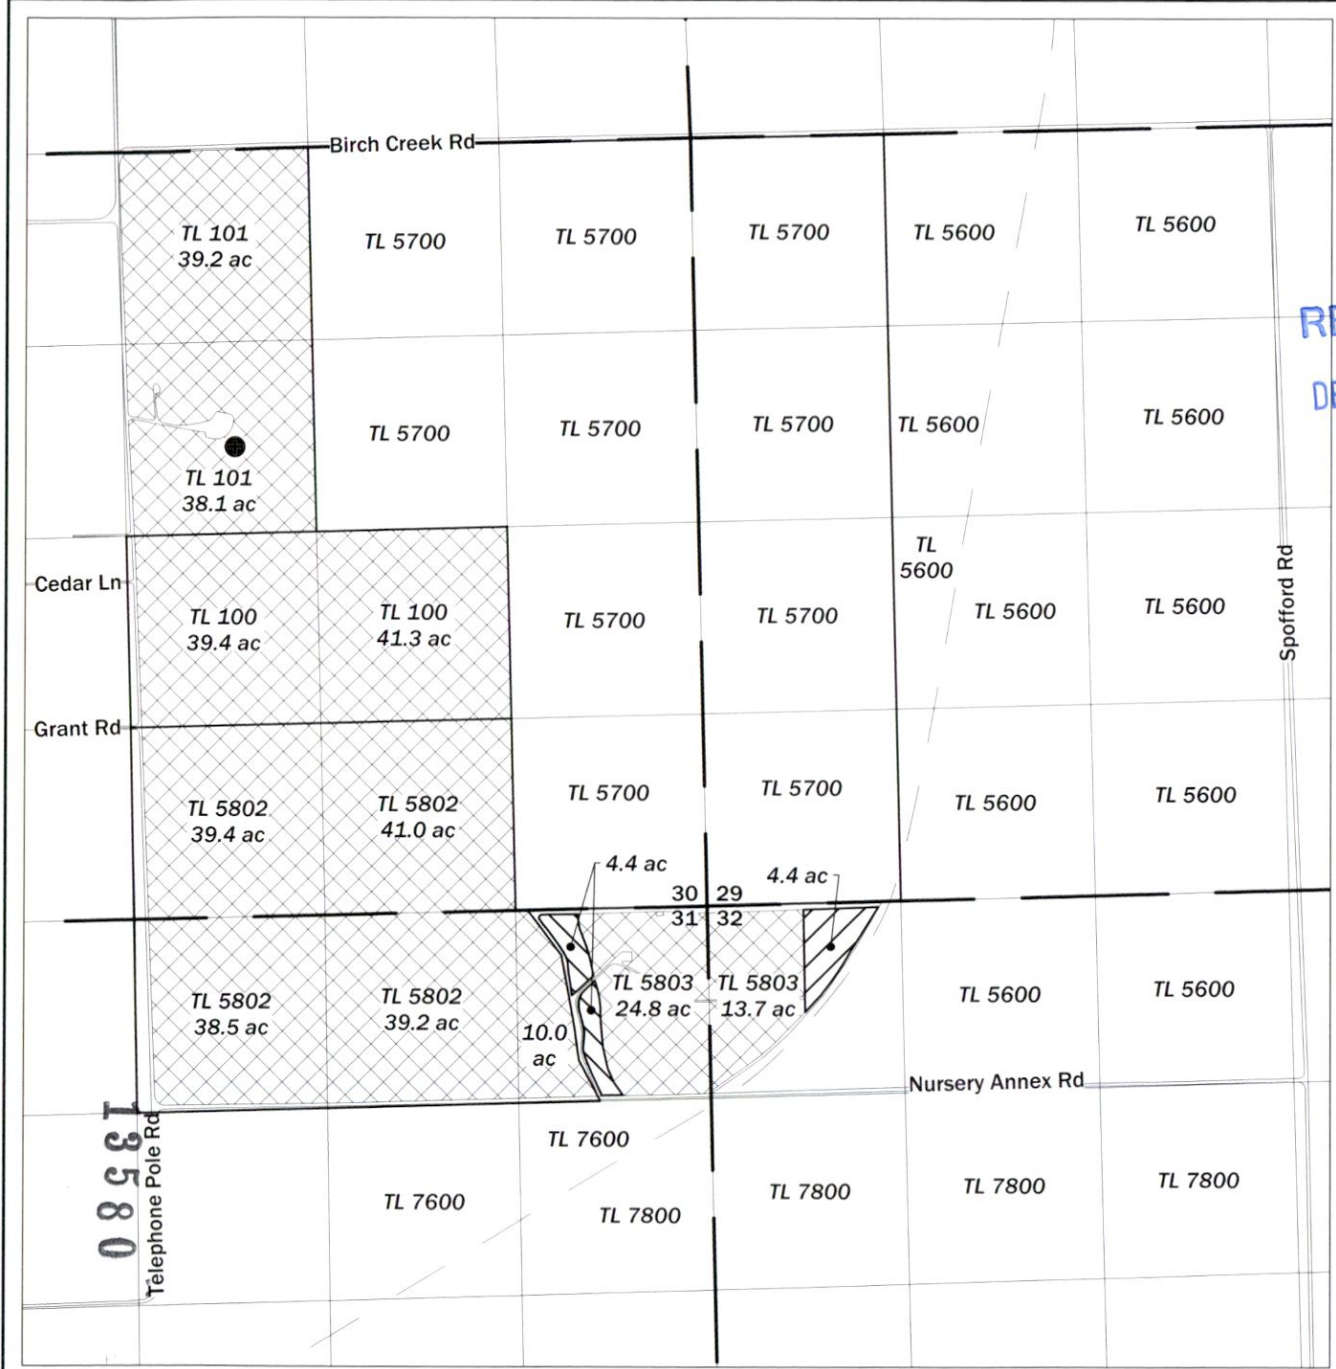 Birch Creek Rd
TL 101
39.2 ac
TL 5700
TL 5700
TL 5700
TL 5600
TL 5600
TL 5700
TL 5700
TL 5700
TL 5600
TL 5600
TL 101
38.1 ac
Cedar Ln
TL 100
39.4 ac
TL 100
41.3 ac
TL 5700
TL 5700
TL
5600
TL 5600
TL 5600
Spofford Rd
Grant Rd
TL 5802
39.4 ac
TL 5802
41.0 ac
TL 5700
TL 5700
TL 5600
TL 5600
4.4 ac
4.4 ac
30 29
31 32
TL 5802
38.5 ac
TL 5802
39.2 ac
10.0
ac
TL 5803
24.8 ac
TL 5803
13.7 ac
TL 5600
TL 5600
Nursery Annex Rd
13580
Telephone Pole Rd
TL 7600
TL 7600
TL 7800
TL 7800
TL 7800
TL 7800